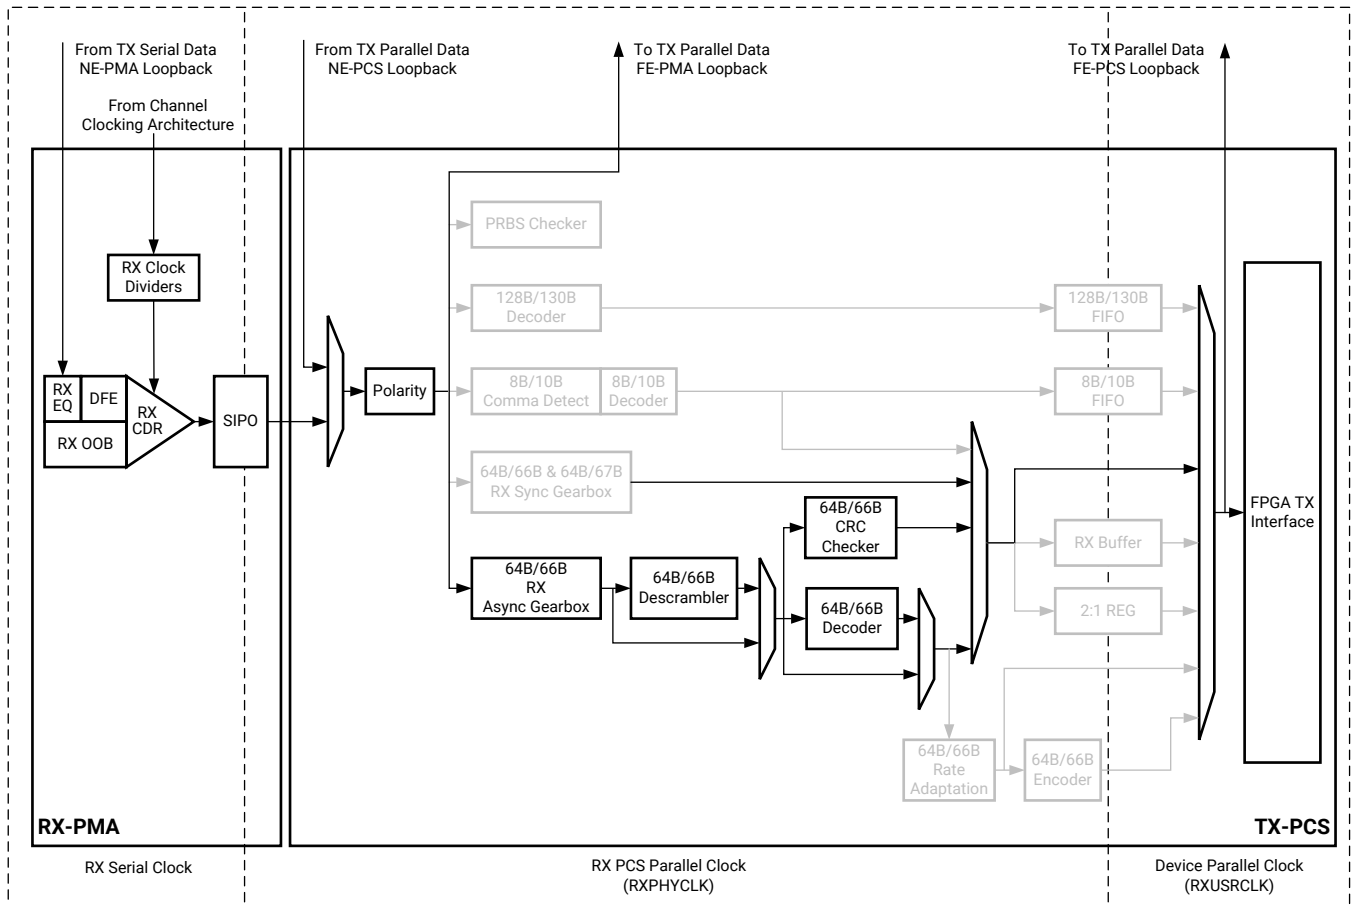 From TX Serial Data
NE-PMA Loopback
From TX Parallel Data
NE-PCS Loopback
To TX Parallel Data
FE-PMA Loopback
To TX Parallel Data
FE-PCS Loopback
From Channel
Clocking Architecture
RX Clock
Dividers
RX
EQ
DFE
RX OOB
RX
CDR
SIPO
Polarity
PRBS Checker
128B/130B
Decoder
128B/130B
FIFO
8B/10B
Comma Detect
8B/10B
Decoder
8B/10B
FIFO
64B/66B & 64B/67B
RX Sync Gearbox
64B/66B
CRC
Checker
FPGA TX
Interface
RX Buffer
64B/66B
RX
Async Gearbox
64B/66B
Descrambler
64B/66B
Decoder
2:1 REG
64B/66B
Rate
Adaptation
64B/66B
Encoder
RX-PMA
TX-PCS
RX Serial Clock
RX PCS Parallel Clock
(RXPHYCLK)
Device Parallel Clock
(RXUSRCLK)